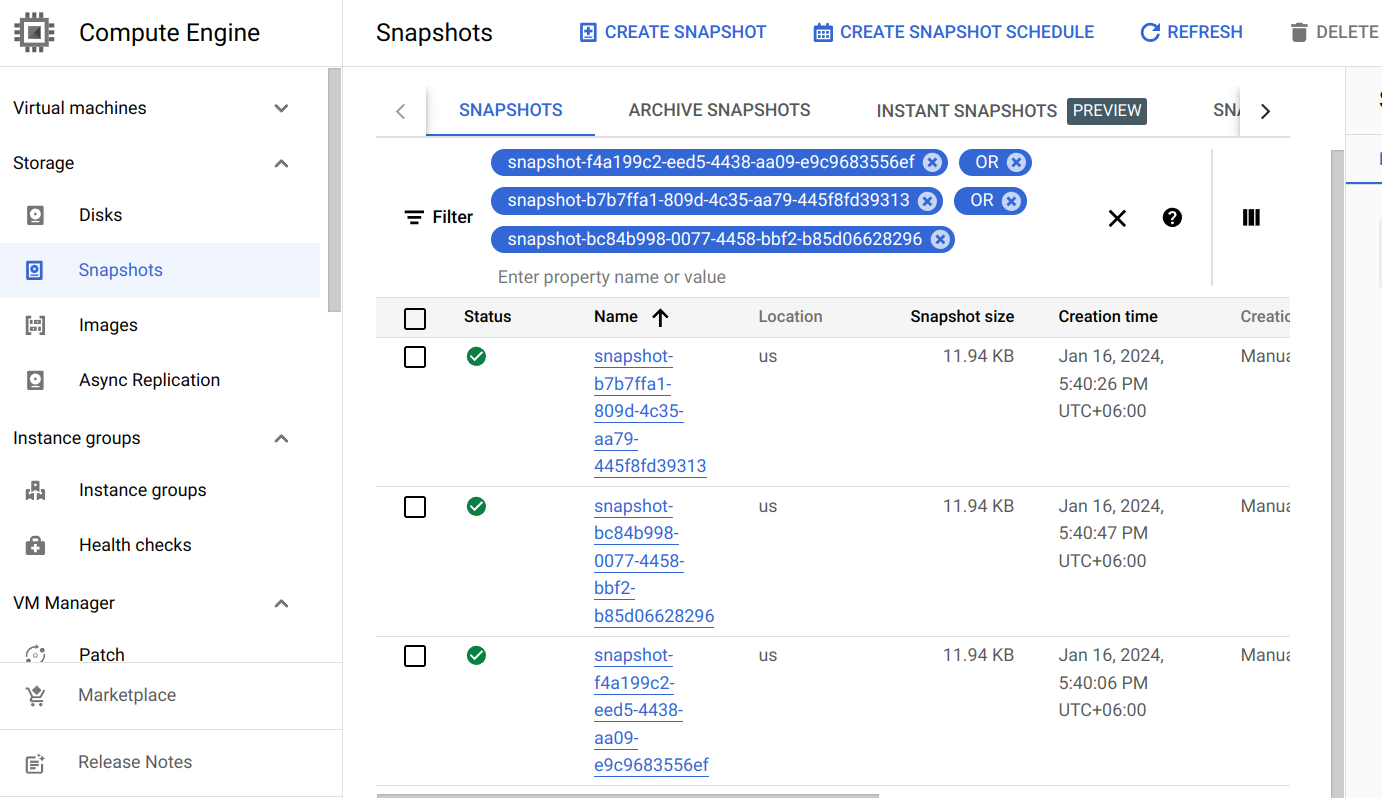 Compute Engine
Virtual machines
Storage
Disks
Snapshots
Images
Async Replication
Instance groups
Instance groups
Health checks
VM Manager
Patch
Marketplace
Release Notes
Snapshots
CREATE SNAPSHOT
CREATE SNAPSHOT SCHEDULE
REFRESH
DELETE
SNAPSHOTS
ARCHIVE SNAPSHOTS
INSTANT SNAPSHOTS PREVIEW
Filter
snapshot-f4a199c2-eed5-4438-aa09-e9c9683556ef OR
snapshot-b7b7ffa1-809d-4c35-aa79-445f8fd39313 OR
snapshot-bc84b998-0077-4458-bbf2-b85d06628296
Enter property name or value
Status Name Location Snapshot size Creation time
snapshot- us 11.94 KB Jan 16, 2024,
b7b7ffa1- 5:40:26 PM
809d-4c35- UTC+06:00
aa79-
445f8fd39313
snapshot- us 11.94 KB Jan 16, 2024,
bc84b998- 5:40:47 PM
0077-4458- UTC+06:00
bbf2-
b85d06628296
snapshot- us 11.94 KB Jan 16, 2024,
f4a199c2- 5:40:06 PM
eed5-4438- UTC+06:00
aa09-
e9c9683556ef